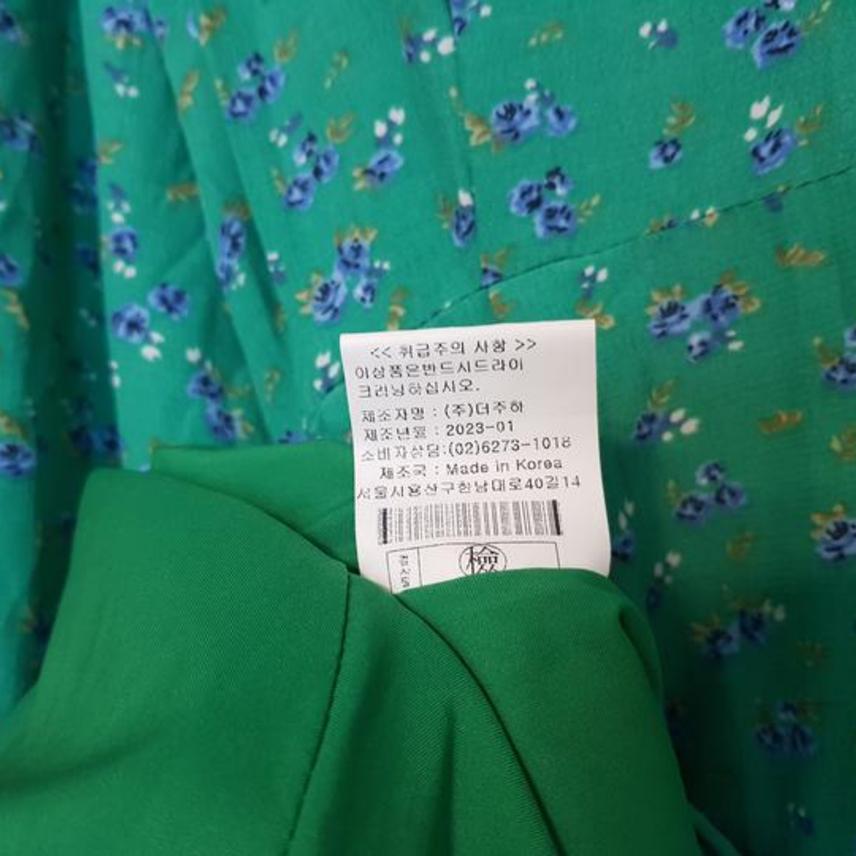 << 취급주의 사항 >>
이상품은반드시드라이
크리닝하십시오.
제조자명 : (주)더주하
제조년월 : 2023-01
소비자상담:(02)6273-1018
제조국 : Made in Korea
서울시용산구한남대로40길14
檢